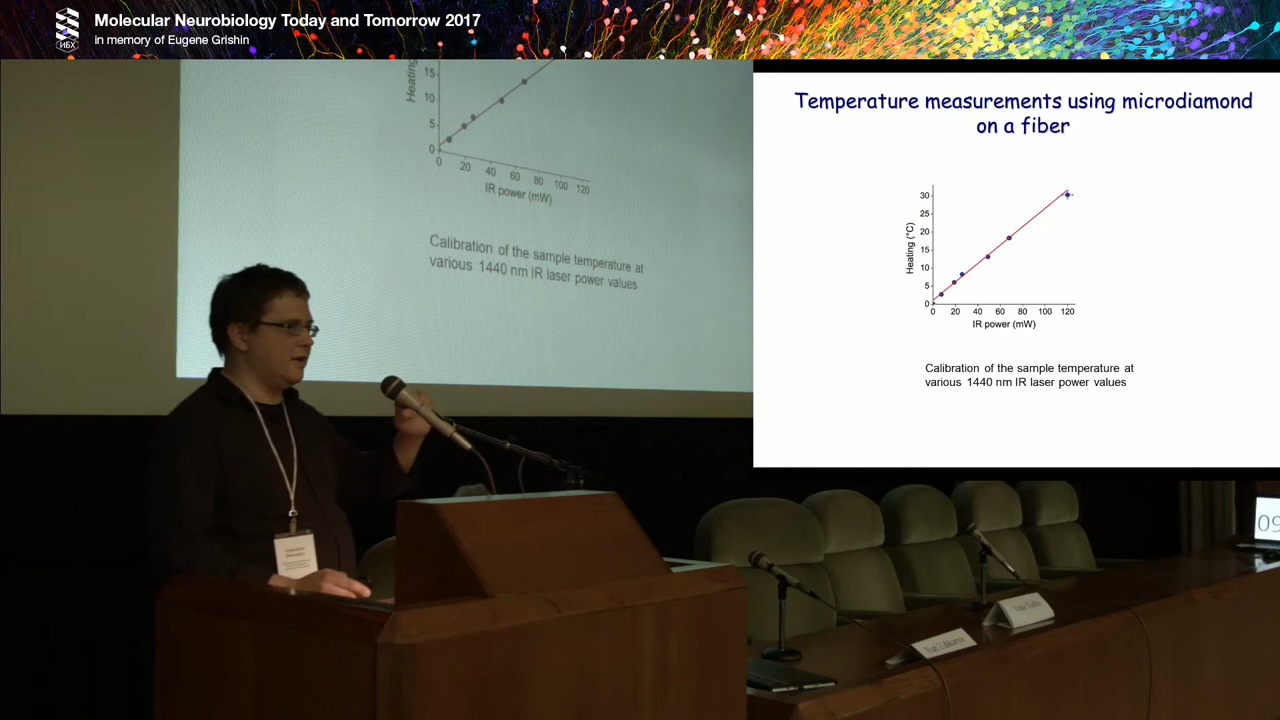 ИБХ
Molecular Neurobiology Today and Tomorrow 2017
in memory of Eugene Grishin
Heating
15
10
5
0
0 20 40 60 80 100 120
IR power (mW)
Calibration of the sample temperature at
various 1440 nm IR laser power values
Temperature measurements using microdiamond
on a fiber
Heating (°C)
30
25
20
15
10
5
0
0 20 40 60 80 100 120
IR power (mW)
Calibration of the sample temperature at
various 1440 nm IR laser power values
09